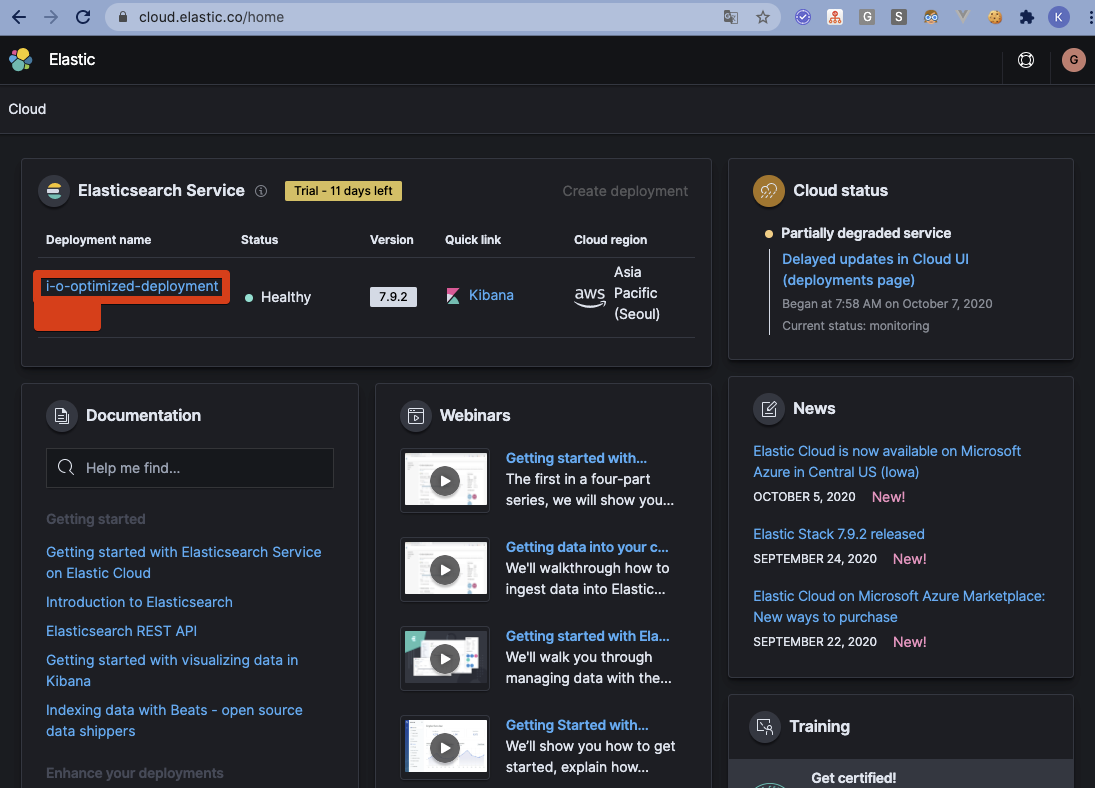 cloud.elastic.co/home
G
S
K
Elastic
G
Cloud
Elasticsearch Service
Trial - 11 days left
Create deployment
Deployment name Status Version Quick link Cloud region
i-o-optimized-deployment
Healthy
7.9.2
Kibana
aws
Asia
Pacific
(Seoul)
Cloud status
Partially degraded service
Delayed updates in Cloud UI
(deployments page)
Began at 7:58 AM on October 7, 2020
Current status: monitoring
Documentation
Help me find...
Getting started
Getting started with Elasticsearch Service
on Elastic Cloud
Introduction to Elasticsearch
Elasticsearch REST API
Getting started with visualizing data in
Kibana
Indexing data with Beats - open source
data shippers
Enhance your deployments
Webinars
Getting started with...
The first in a four-part
series, we will show you...
Getting data into your c...
We'll walkthrough how to
ingest data into Elastic...
Getting started with Ela...
We'll walk you through
managing data with the...
Getting Started with...
We’ll show you how to get
started, explain how...
News
Elastic Cloud is now available on Microsoft
Azure in Central US (Iowa)
OCTOBER 5, 2020 New!
Elastic Stack 7.9.2 released
SEPTEMBER 24, 2020 New!
Elastic Cloud on Microsoft Azure Marketplace:
New ways to purchase
SEPTEMBER 22, 2020 New!
Training
Get certified!